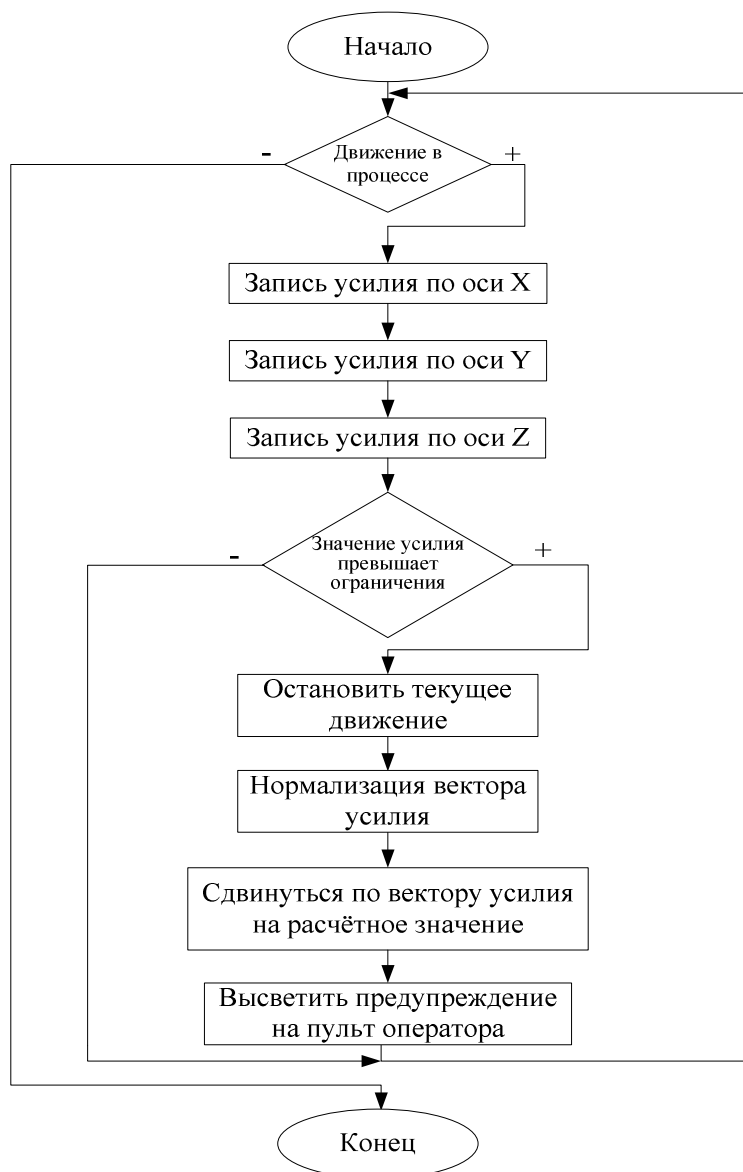 Начало
-
Движение в
+
процессе
Запись усилия по оси X
Запись усилия по оси Y
Запись усилия по оси Z
-
Значение усилия
+
превышает
ограничения
Остановить текущее
движение
Нормализация вектора
усилия
Сдвинуться по вектору усилия
на расчётное значение
Высветить предупреждение
на пульт оператора
Конец